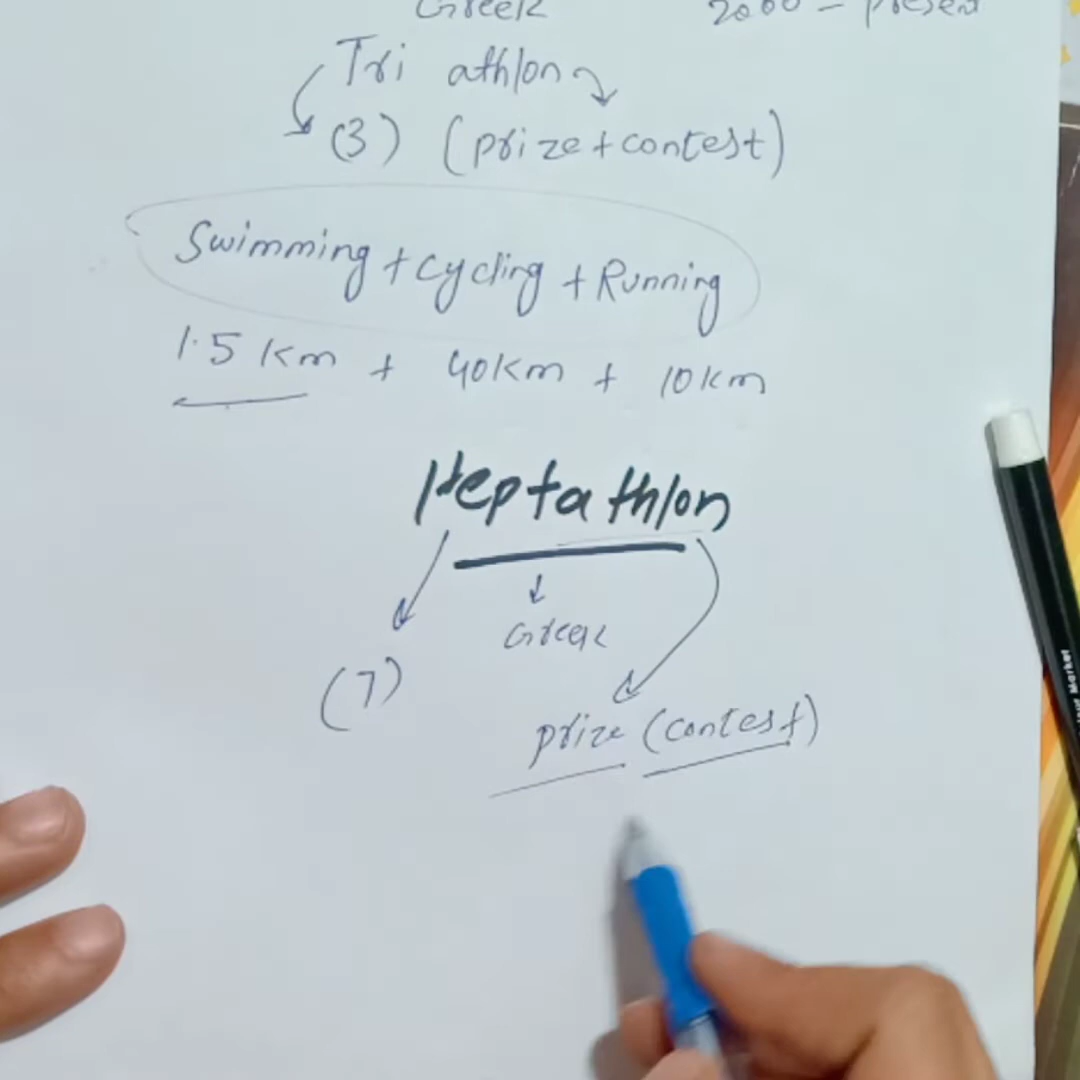 Greek 2000 - present
Tri athlon
(3) (prize + contest)
Swimming + Cycling + Running
1.5 Km + 40Km + 10Km
Heptathlon
Greek
(7)
prize (contest)
Marker